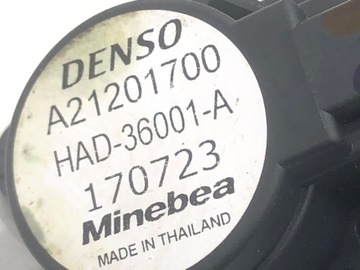 DENSO
A21201700
HAD-36001-A
170723
Minebea
MADE IN THAILAND